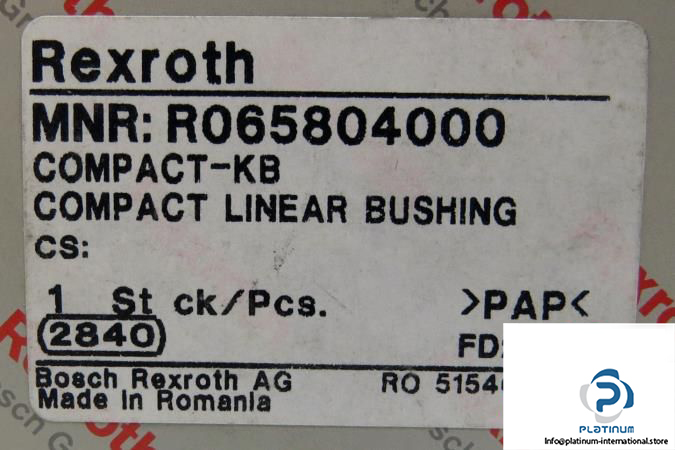 Rexroth
MNR: R065804000
COMPACT-KB
COMPACT LINEAR BUSHING
CS:
1 St ck/Pcs. >PAP<
2840
Bosch Rexroth AG
Made in Romania
RO
PLATINUM
Info@platinum-international.store